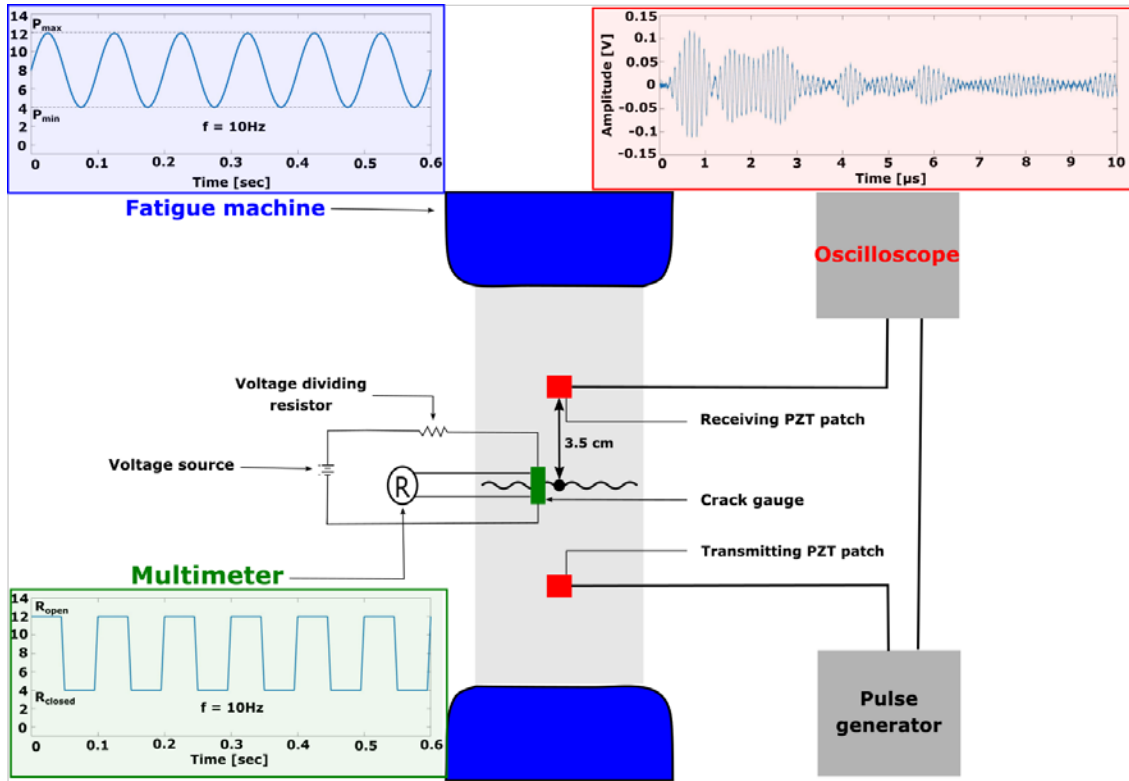 14
P_max
12
10
8
6
4
P_min
2
0
f = 10Hz
0 0.1 0.2 0.3 0.4 0.5 0.6
Time [sec]
Amplitude [V]
0.15
0.1
0.05
0
-0.05
-0.1
-0.15
0 1 2 3 4 5 6 7 8 9 10
Time [µs]
Fatigue machine
Oscilloscope
Voltage dividing
resistor
Receiving PZT patch
3.5 cm
Voltage source
R
Crack gauge
Transmitting PZT patch
Multimeter
14
R_open
12
10
8
6
4
R_closed
2
0
f = 10Hz
0 0.1 0.2 0.3 0.4 0.5 0.6
Time [sec]
Pulse
generator